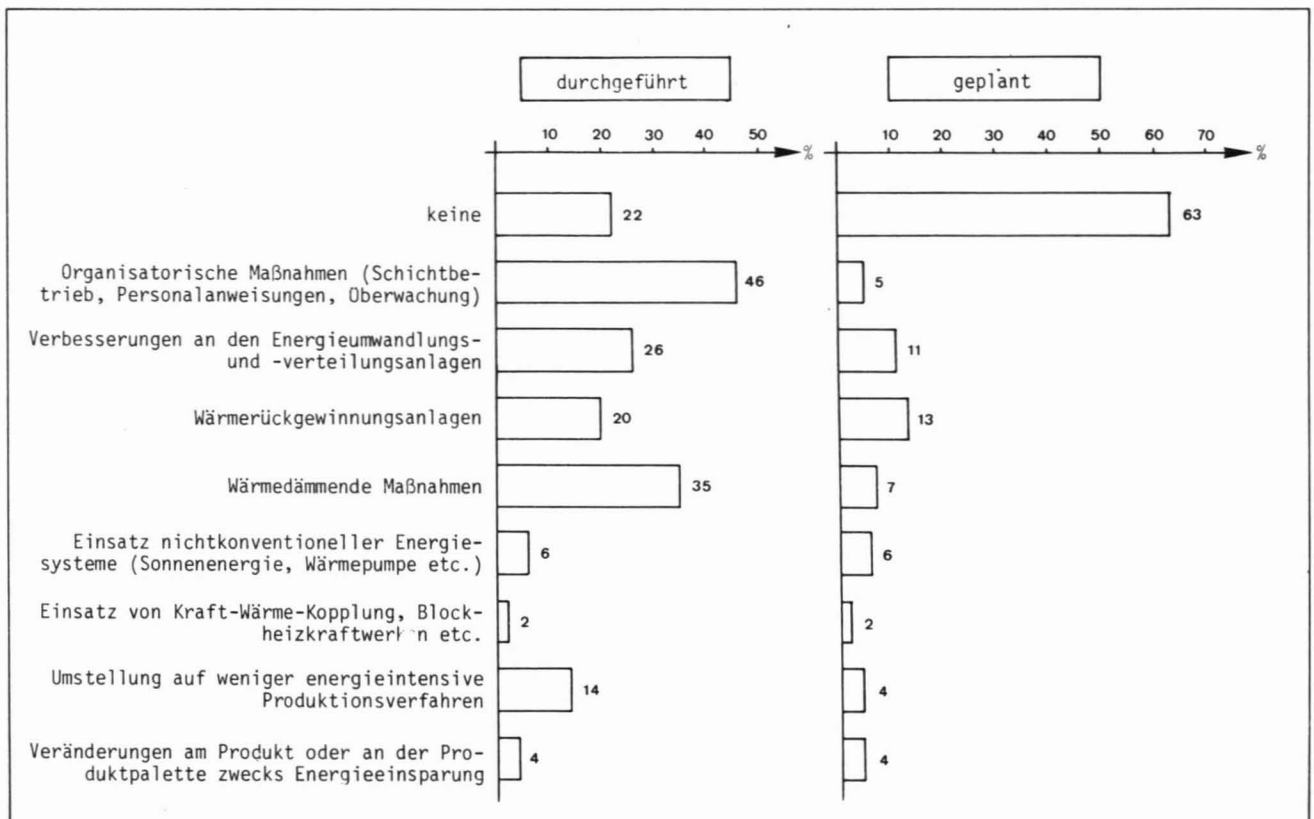 durchgeführt geplant
10 20 30 40 50 % 10 20 30 40 50 60 70 %
keine 22 63
Organisatorische Maßnahmen (Schichtbe-
trieb, Personalanweisungen, Oberwachung) 46 5
Verbesserungen an den Energieumwandlungs-
und -verteilungsanlagen 26 11
Wärmerückgewinnungsanlagen 20 13
Wärmedämmende Maßnahmen 35 7
Einsatz nichtkonventioneller Energie-
systeme (Sonnenenergie, Wärmepumpe etc.) 6 6
Einsatz von Kraft-Wärme-Kopplung, Block-
etc. 2 2
Umstellung auf weniger energieintensive
Produktionsverfahren 14 4
Veränderungen am Produkt oder an der Pro-
duktpalette zwecks Energieeinsparung 4 4